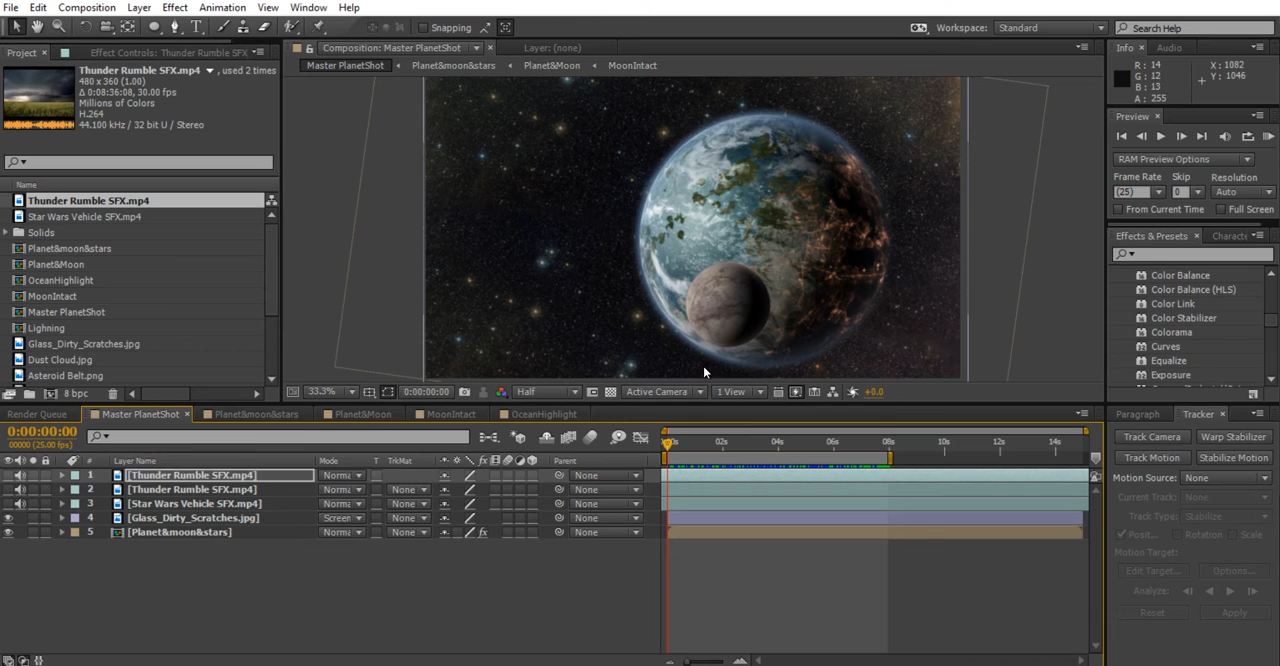 File Edit Composition Layer Effect Animation View Window Help
Snapping
Workspace: Standard
Search Help
Project
Effect Controls: Thunder Rumble SFX
Composition: Master PlanetShot
Layer: (none)
Info Audio
Thunder Rumble SFX.mp4 , used 2 times
480 x 360 (1.00)
Δ 0:08:36:08, 30.00 fps
Millions of Colors
H.264
44.100 kHz / 32 bit U / Stereo
Master PlanetShot Planet&moon&stars Planet&Moon MoonIntact
R: 14
G: 12
B: 13
A: 255
X: 1082
Y: 1046
Preview
RAM Preview Options
Frame Rate Skip Resolution
(25) 0 Auto
From Current Time Full Screen
Name
Thunder Rumble SFX.mp4
Star Wars Vehicle SFX.mp4
Solids
Planet&moon&stars
Planet&Moon
OceanHighlight
MoonIntact
Master PlanetShot
Lighning
Glass_Dirty_Scratches.jpg
Dust Cloud.jpg
Asteroid Belt.png
8 bpc
Effects & Presets Characte
Color Balance
Color Balance (HLS)
Color Link
Color Stabilizer
Colorama
Curves
Equalize
Exposure
33.3% 0:00:00:00 Half Active Camera 1 View +0.0
Render Queue Master PlanetShot Planet&moon&stars Planet&Moon MoonIntact OceanHighlight
0:00:00:00
00000 (25.00 fps)
02s 04s 06s 08s 10s 12s 14s
# Layer Name Mode T TrkMat Parent
1 [Thunder Rumble SFX.mp4] Norma None
2 [Thunder Rumble SFX.mp4] Norma None None
3 [Star Wars Vehicle SFX.mp4] Norma None None
4 [Glass_Dirty_Scratches.jpg] Screen None None
5 [Planet&moon&stars] Norma None None
Paragraph Tracker
Track Camera Warp Stabilizer
Track Motion Stabilize Motion
Motion Source: None
Current Track: None
Track Type: Stabilize
Posit... Rotation Scale
Motion Target:
Edit Target... Options...
Analyze:
Reset Apply